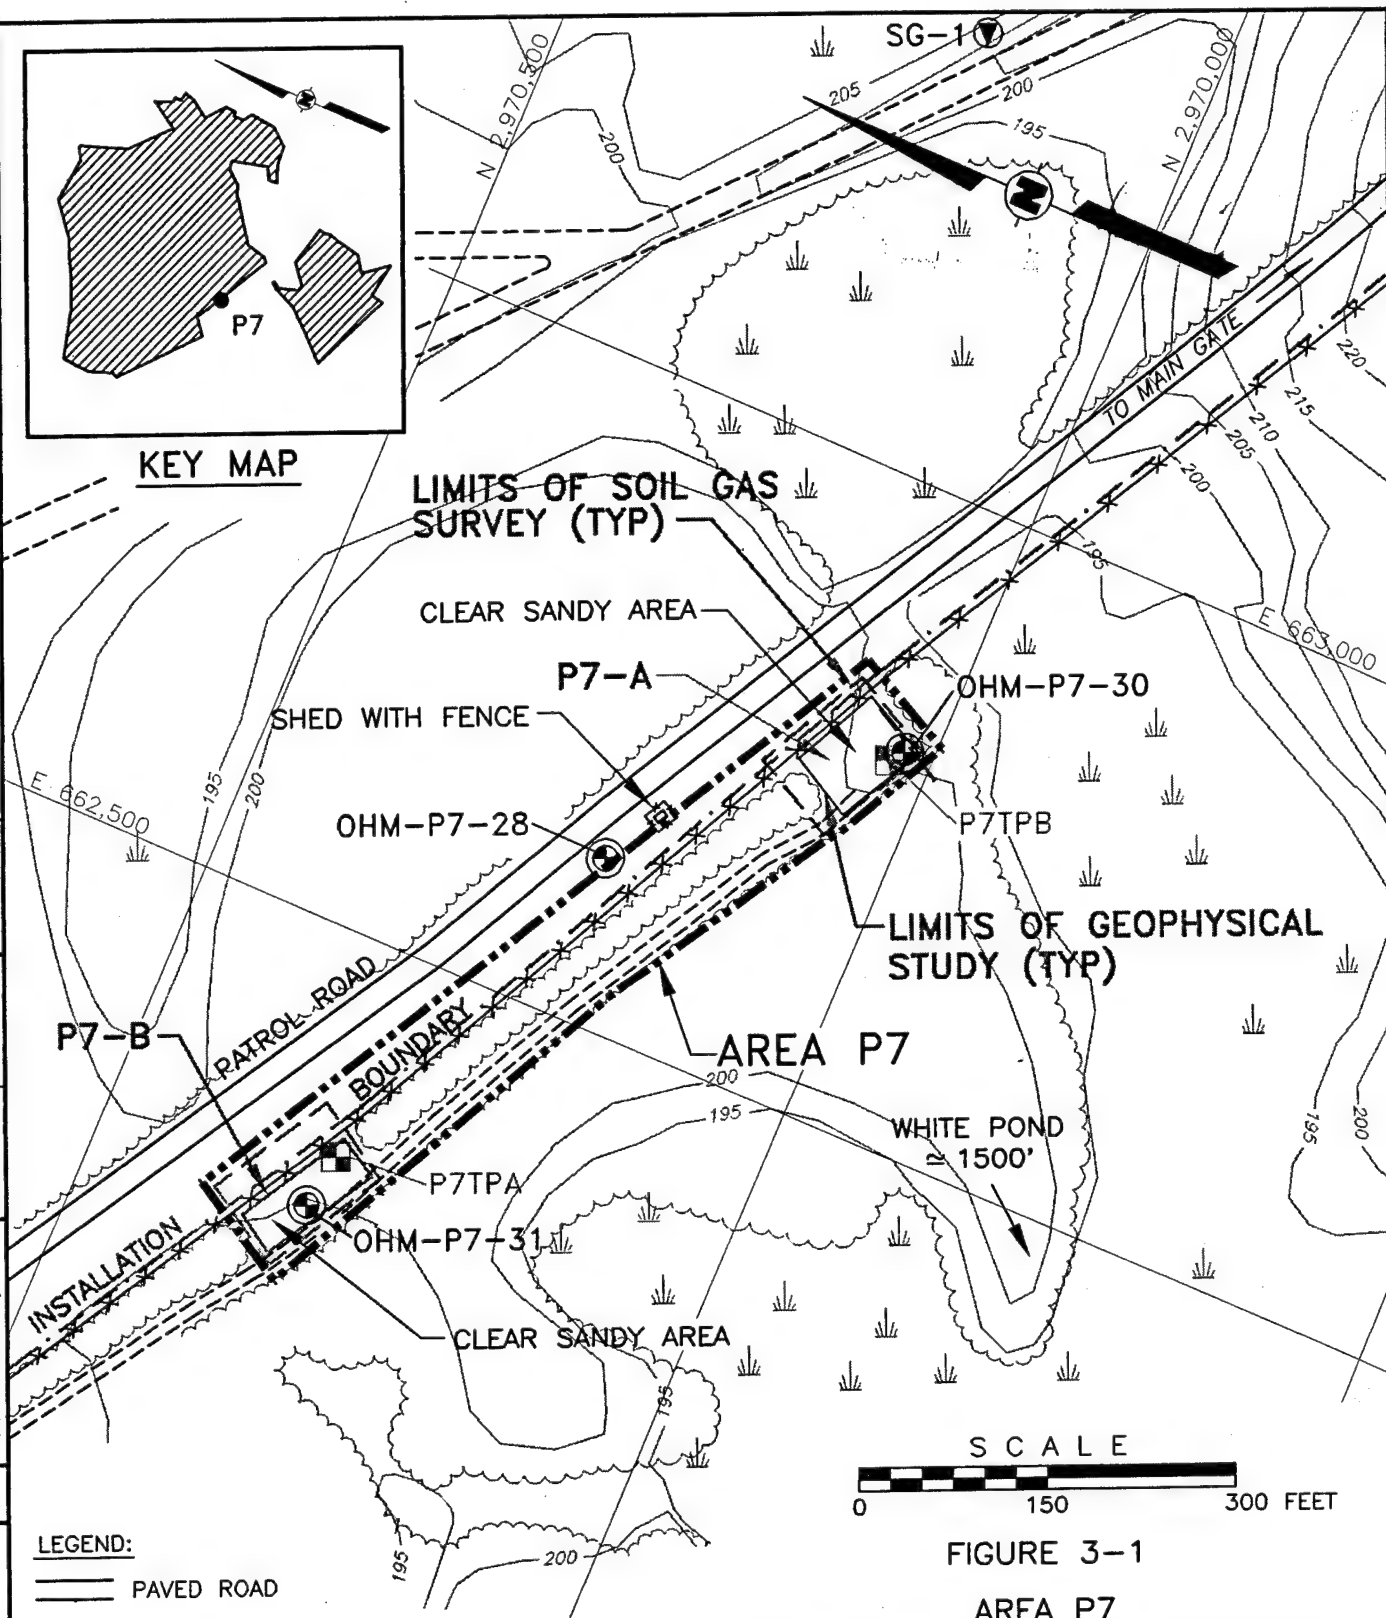 SG-1
N 2,970,500
N 2,970,000
205
200
195
200
N
N
P7
KEY MAP
TO MAIN GATE
220
215
210
205
200
195
LIMITS OF SOIL GAS
SURVEY (TYP)
CLEAR SANDY AREA
E 663,000
P7-A
OHM-P7-30
SHED WITH FENCE
195
200
E 662,500
OHM-P7-28
P7TPB
LIMITS OF GEOPHYSICAL
STUDY (TYP)
PATROL ROAD
P7-B
BOUNDARY
AREA P7
200
195
WHITE POND
≅ 1500'
195
200
P7TPA
OHM-P7-31
INSTALLATION
CLEAR SANDY AREA
195
SCALE
0 150 300 FEET
LEGEND:
195
200
FIGURE 3-1
PAVED ROAD
AREA P7